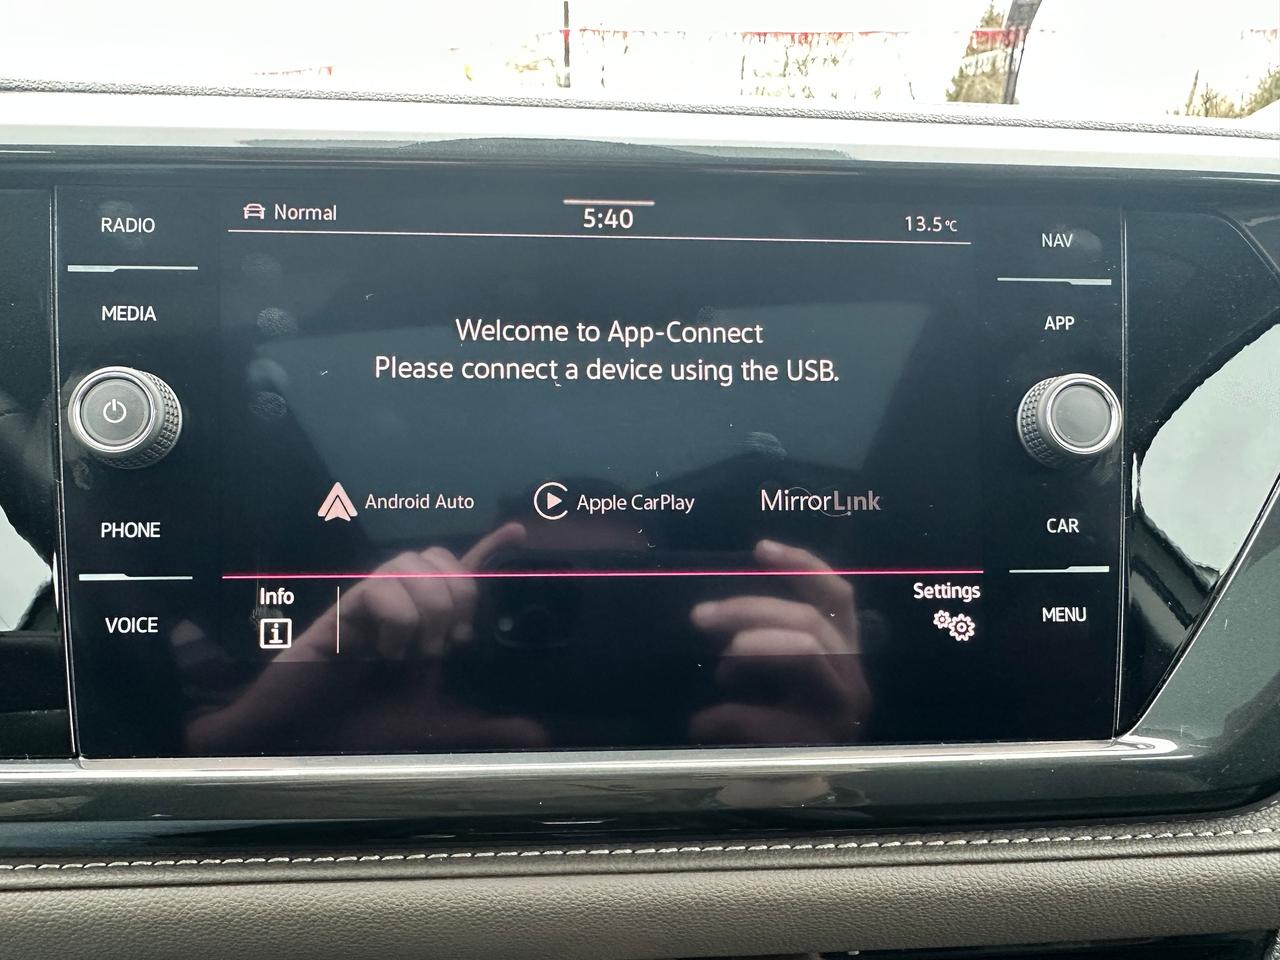 RADIO
MEDIA
PHONE
VOICE
Normal
5:40
13.5°C
Welcome to App-Connect
Please connect a device using the USB.
Android Auto
Apple CarPlay
MirrorLink
Info
i
Settings
NAV
APP
CAR
MENU